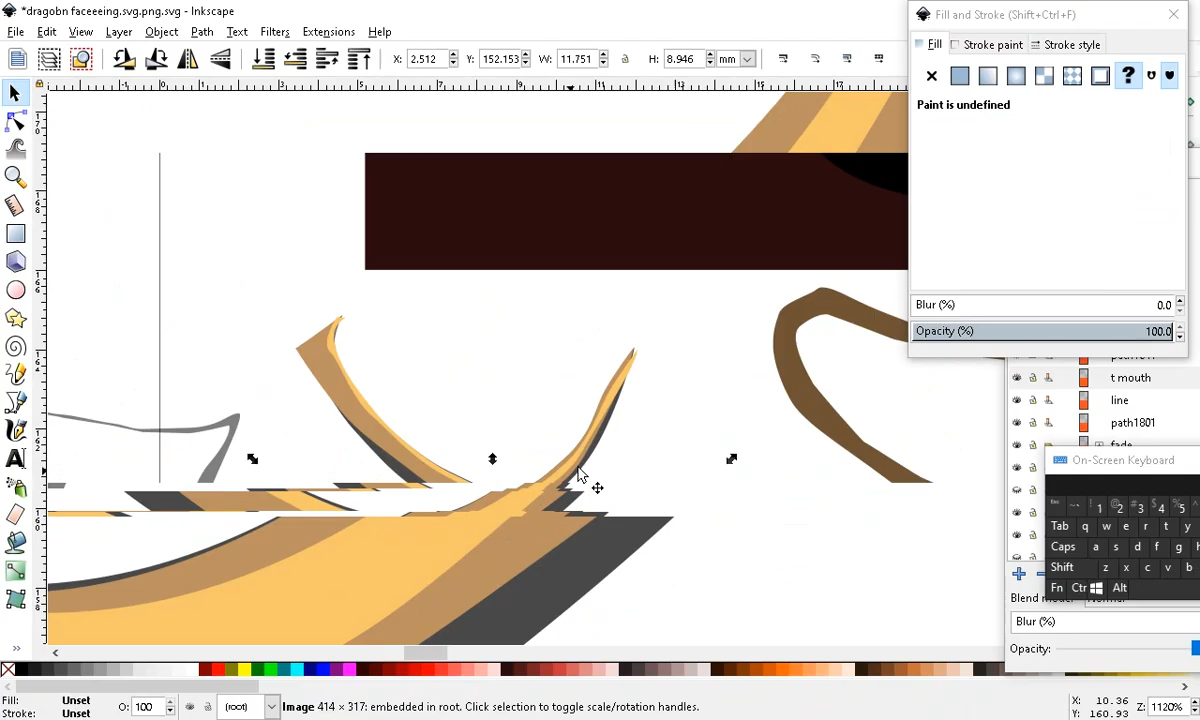 *dragobn faceeeing.svg.png.svg - Inkscape
File Edit View Layer Object Path Text Filters Extensions Help
X: 2.512 Y: 152.153 W: 11.751 H: 8.946 mm
Fill and Stroke (Shift+Ctrl+F)
Fill Stroke paint Stroke style
Paint is undefined
Blur (%) 0.0
Opacity (%) 100.0
t mouth
line
path1801
On-Screen Keyboard
Tab q w e r t y
Caps a s d f g h
Shift z x c v b
Fn Ctr Alt
Blur (%)
Opacity:
Fill: Unset
Stroke: Unset
O: 100
(root)
Image 414 × 317: embedded in root. Click selection to toggle scale/rotation handles.
X: 10.36
Y: 160.93
Z: 1120%